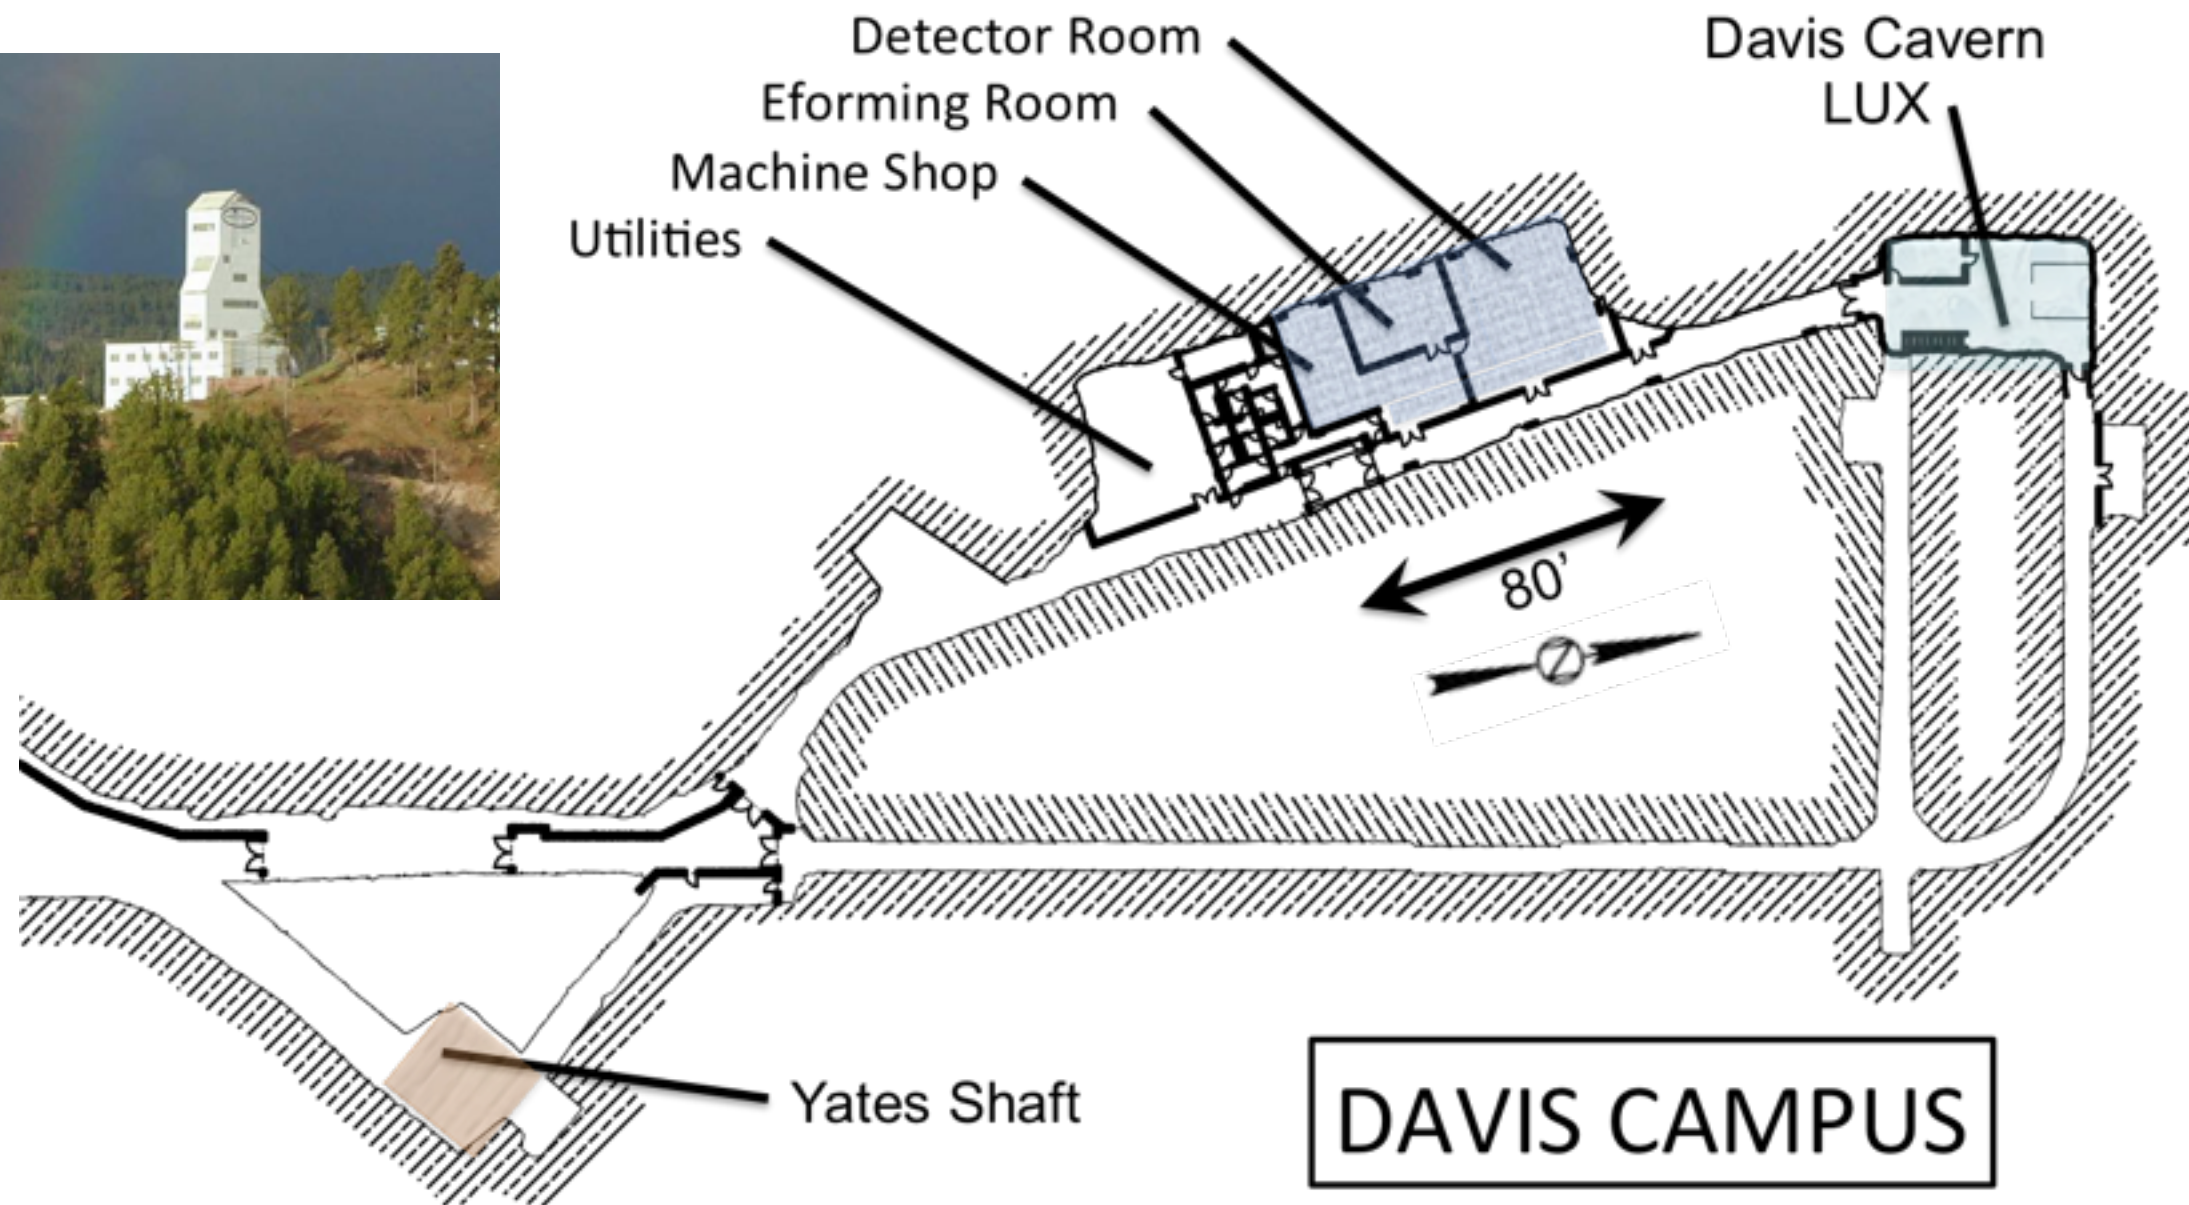 Detector Room
Eforming Room
Machine Shop
Utilities
Davis Cavern
LUX
80’
Z
Yates Shaft
DAVIS CAMPUS